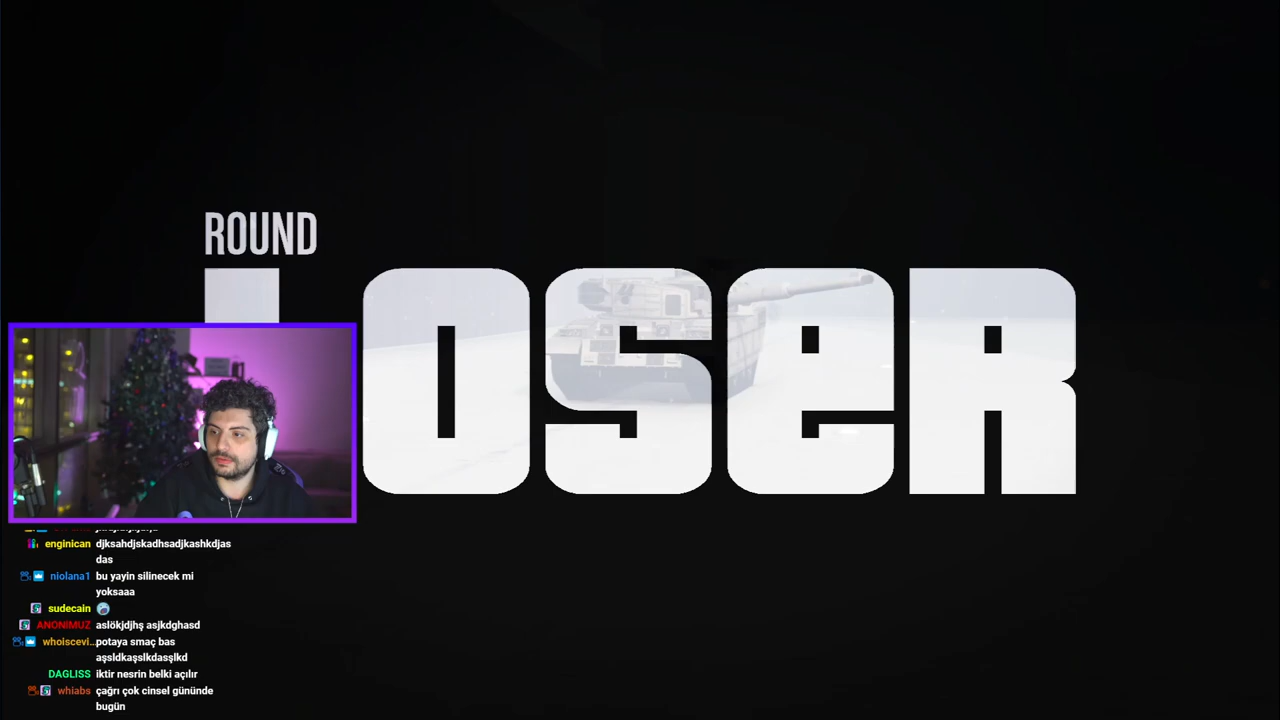 ROUND
LOSER
enginican djksahdjskadhsadjkashkdjas
das
niolana1 bu yayin silinecek mi
yoksaaa
sudecain
ANONIMUZ aslökjdjhş asjkdghasd
whoiscevi... potaya smaç bas
aşsldkaşslkdasşlkd
DAGLISS iktir nesrin belki açılır
whiabs çağrı çok cinsel gününde
bugün